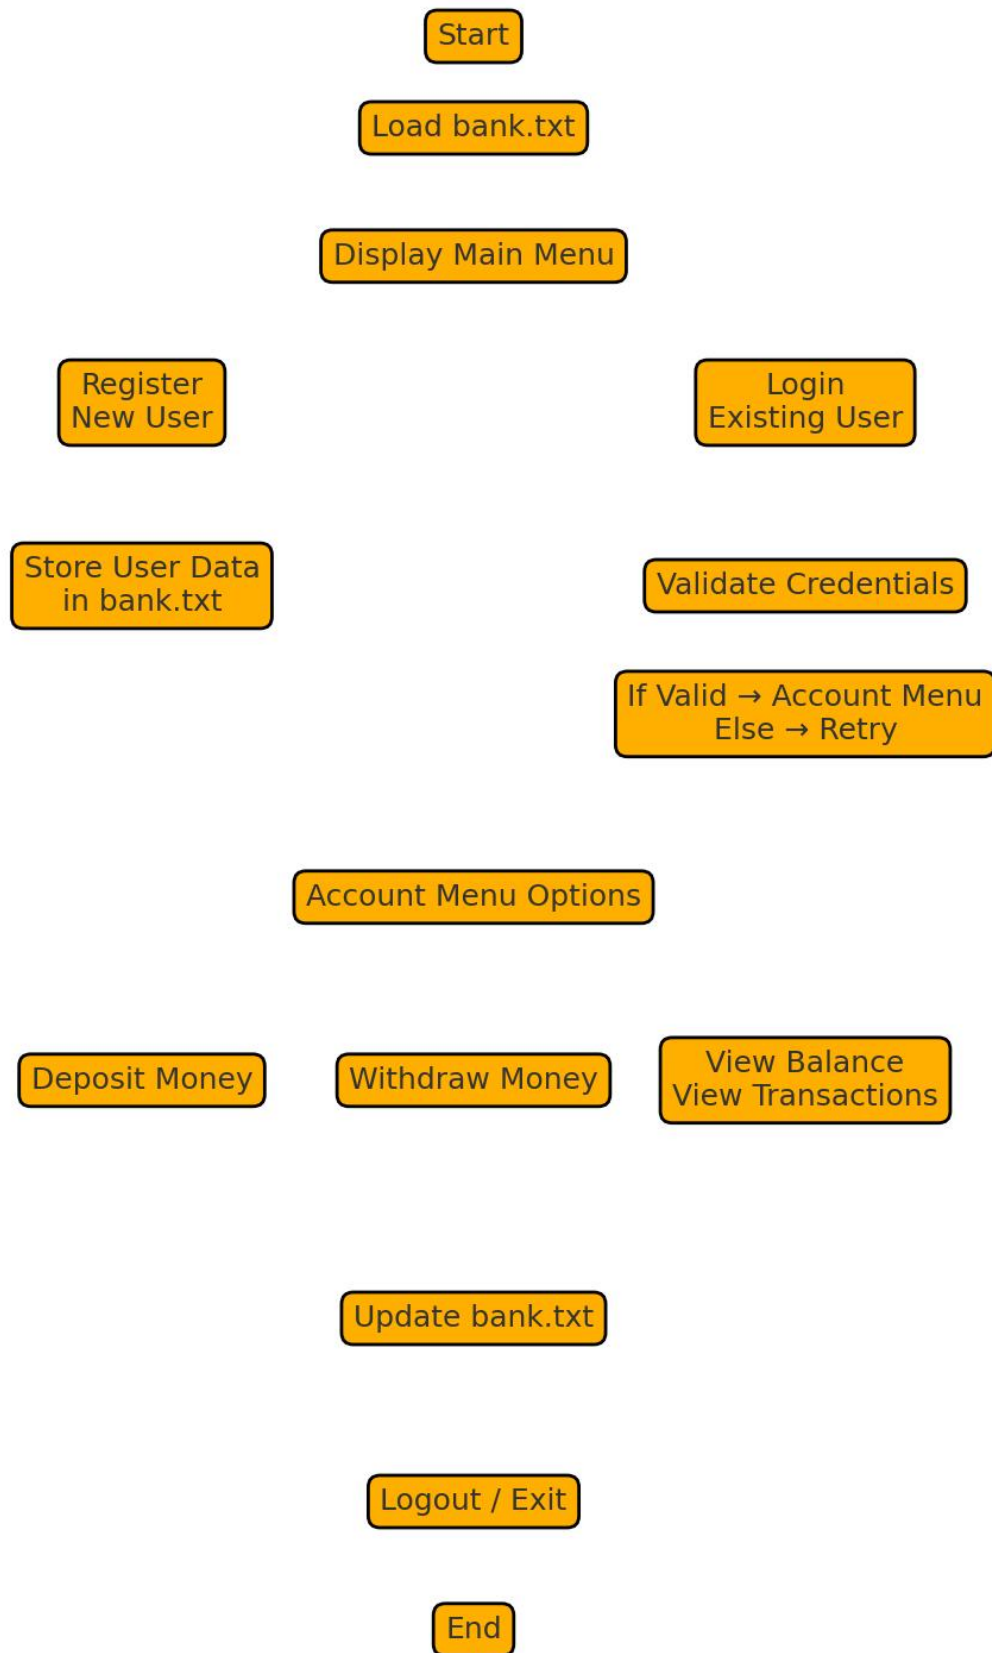 Start
Load bank.txt
Display Main Menu
Register
New User
Login
Existing User
Store User Data
in bank.txt
Validate Credentials
If Valid → Account Menu
Else → Retry
Account Menu Options
Deposit Money
Withdraw Money
View Balance
View Transactions
Update bank.txt
Logout / Exit
End